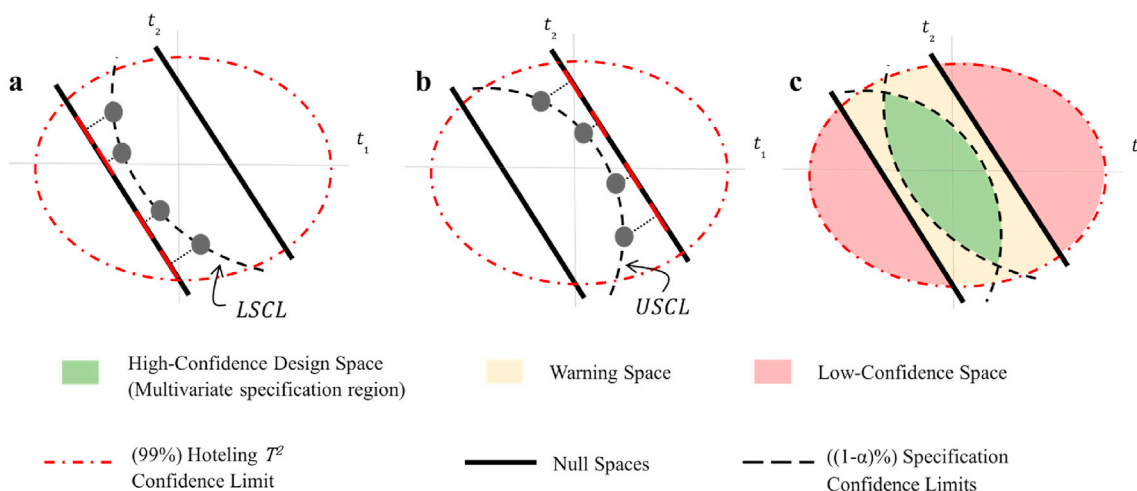 a
t₂
t₁
LSCL
b
t₂
t₁
USCL
c
t₂
t
High-Confidence Design Space
(Multivariate specification region)
Warning Space
Low-Confidence Space
(99%) Hoteling T²
Confidence Limit
Null Spaces
((1-α)%) Specification
Confidence Limits